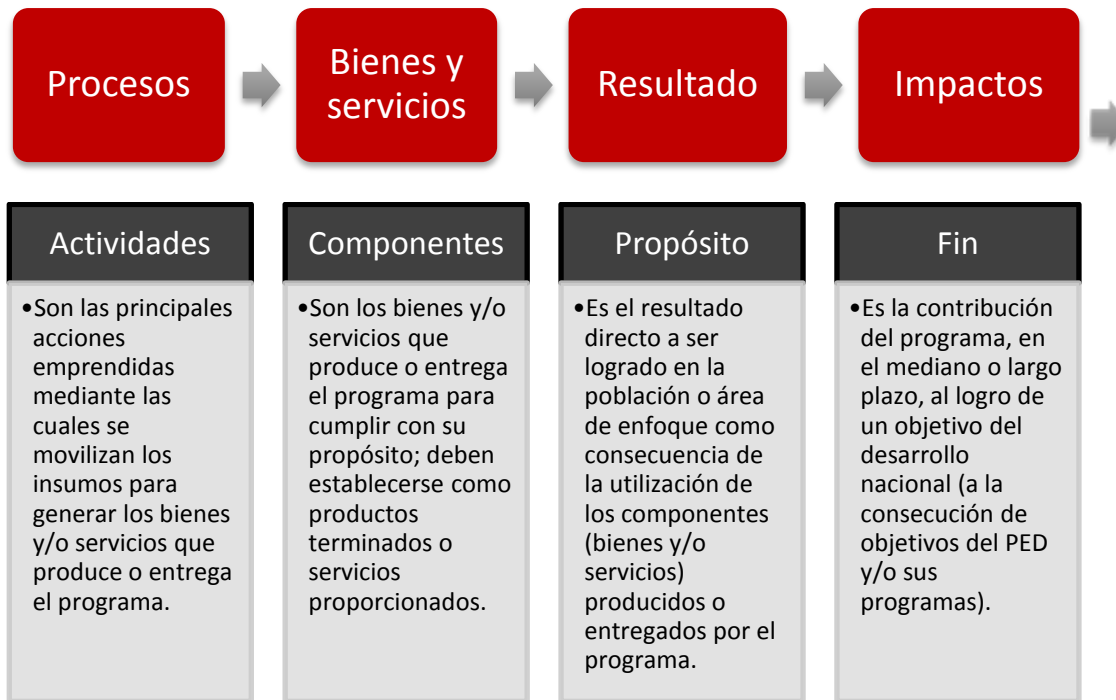 Procesos
Bienes y
servicios
Resultado
Impactos
Actividades
•Son las principales
acciones
emprendidas
mediante las
cuales se
movilizan los
insumos para
generar los bienes
y/o servicios que
produce o entrega
el programa.
Componentes
•Son los bienes y/o
servicios que
produce o entrega
el programa para
cumplir con su
propósito; deben
establecerse como
productos
terminados o
servicios
proporcionados.
Propósito
•Es el resultado
directo a ser
logrado en la
población o área
de enfoque como
consecuencia de
la utilización de
los componentes
(bienes y/o
servicios)
producidos o
entregados por el
programa.
Fin
•Es la contribución
del programa, en
el mediano o largo
plazo, al logro de
un objetivo del
desarrollo
nacional (a la
consecución de
objetivos del PED
y/o sus
programas).